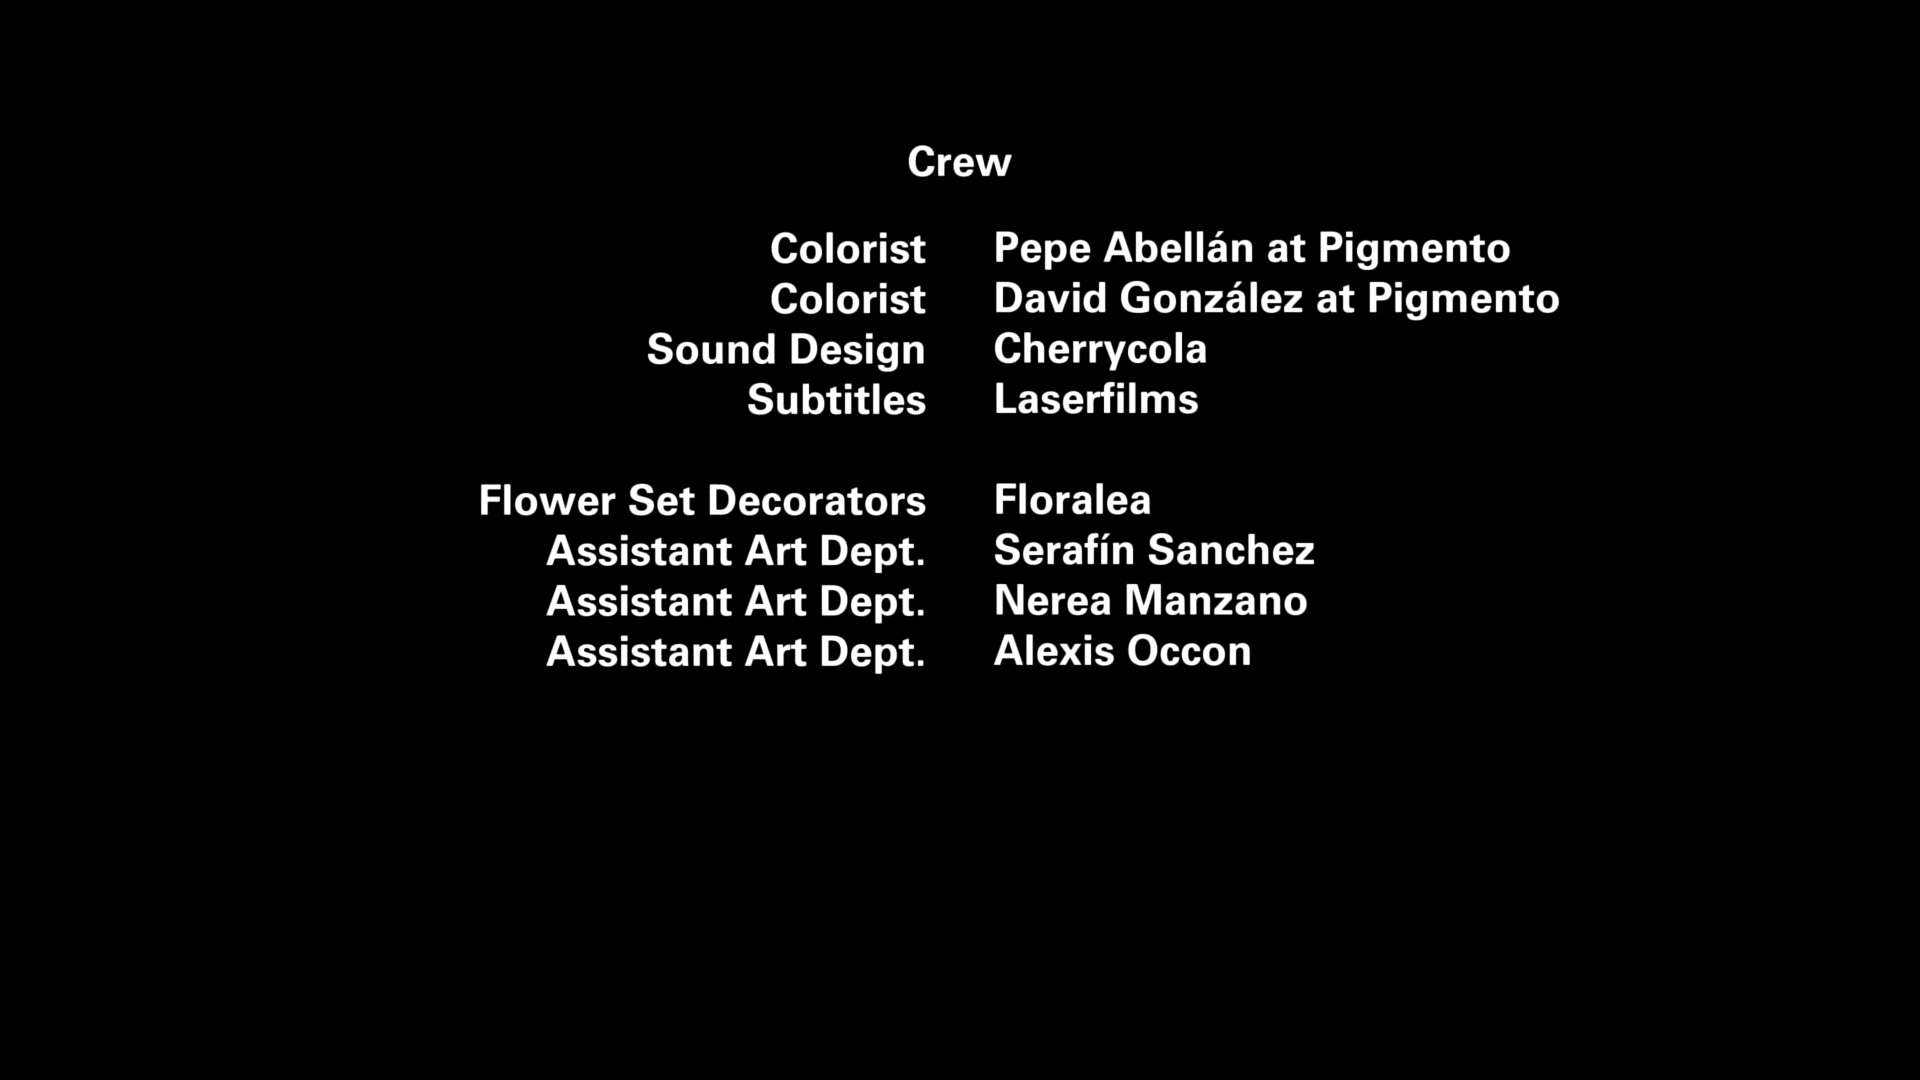 Crew
Colorist Pepe Abellán at Pigmento
Colorist David González at Pigmento
Sound Design Cherrycola
Subtitles Laserfilms
Flower Set Decorators Floralea
Assistant Art Dept. Serafín Sanchez
Assistant Art Dept. Nerea Manzano
Assistant Art Dept. Alexis Occon